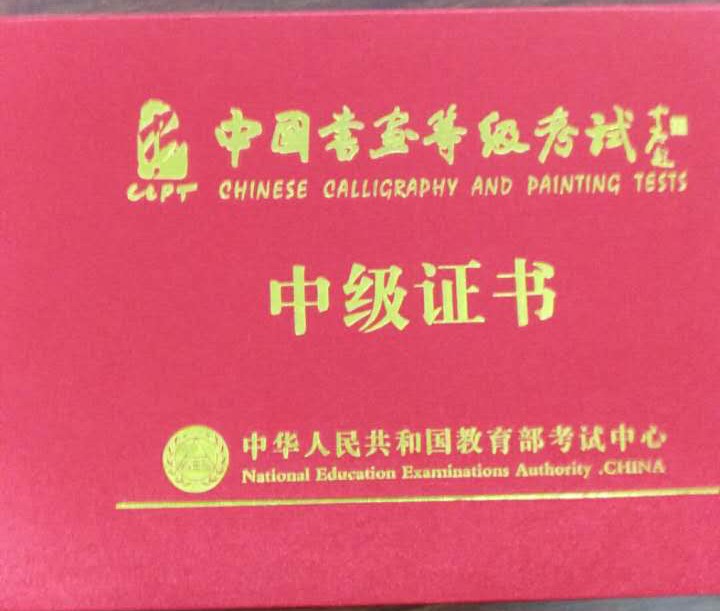 中国书画等级考试
CCPT CHINESE CALLIGRAPHY AND PAINTING TESTS
中级证书
中华人民共和国教育部考试中心
National Education Examinations Authority .CHINA